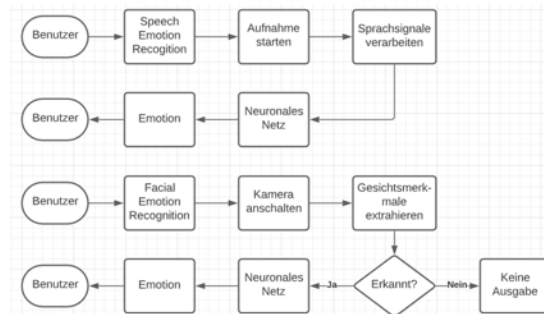 Benutzer
Speech
Emotion
Recogition
Aufnahme
starten
Sprachsignale
verarbeiten
Benutzer
Emotion
Neuronales
Netz
Benutzer
Facial
Emotion
Recognition
Kamera
anschalten
Gesichtsmerk-
male
extrahieren
Benutzer
Emotion
Neuronales
Netz
Ja
Erkannt?
Nein
Keine
Ausgabe